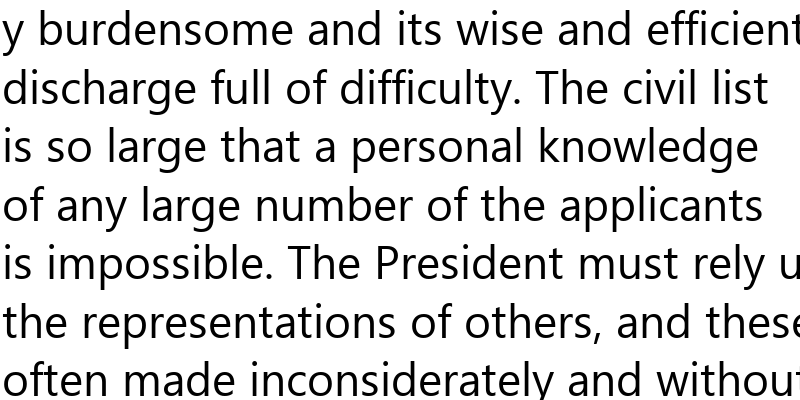 y burdensome and its wise and efficient
discharge full of difficulty. The civil list
is so large that a personal knowledge
of any large number of the applicants
is impossible. The President must rely u
the representations of others, and these
often made inconsiderately and without